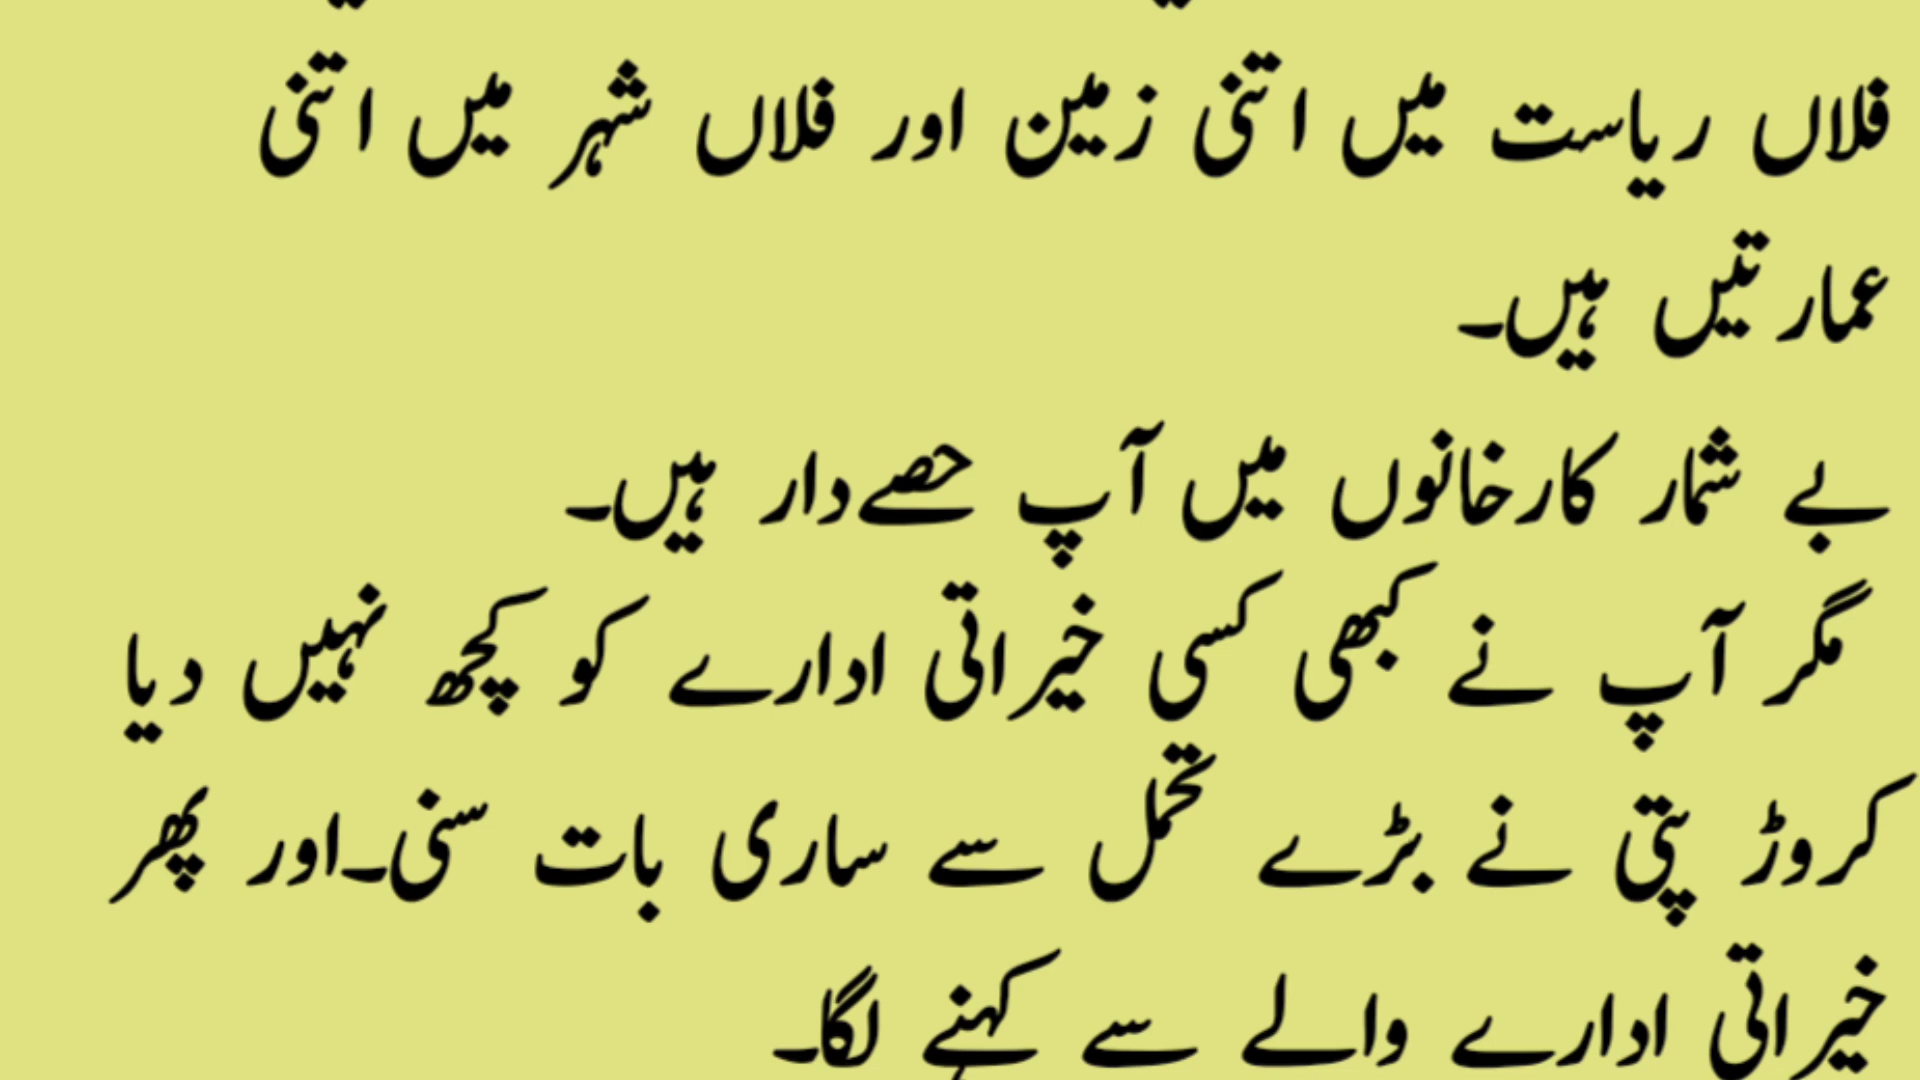 فلاں ریاست میں اتنی زمین اور فلاں شہر میں اتنی
عمارتیں ہیں۔
بے شمار کارخانوں میں آپ حصےدار ہیں۔
مگر آپ نے کبھی کسی خیراتی ادارے کو کچھ نہیں دیا
کروڑ پتی نے بڑے تحمل سے ساری بات سنی۔اور پھر
خیراتی ادارے والے سے کہنے لگا۔